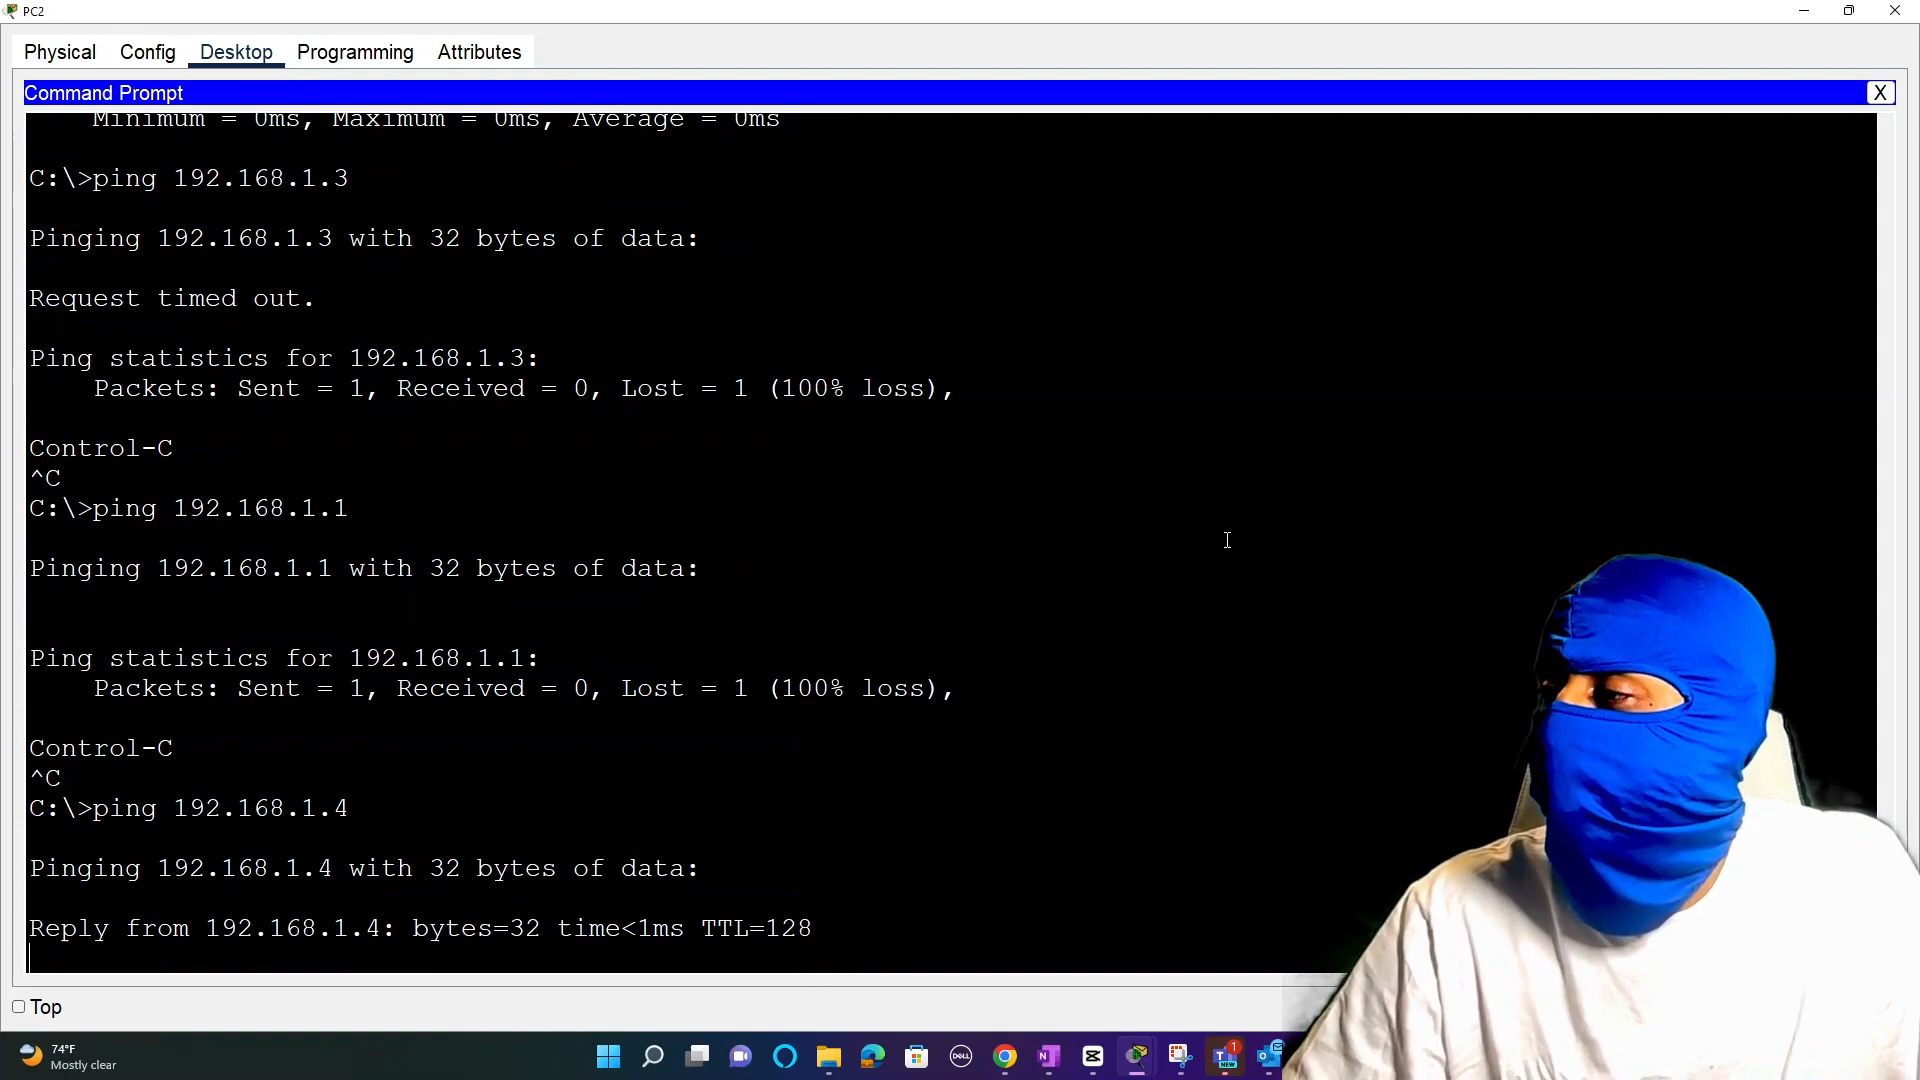 PC2
Physical Config Desktop Programming Attributes
Command Prompt
X
Minimum = 0ms, Maximum = 0ms, Average = 0ms
C:\>ping 192.168.1.3
Pinging 192.168.1.3 with 32 bytes of data:
Request timed out.
Ping statistics for 192.168.1.3:
Packets: Sent = 1, Received = 0, Lost = 1 (100% loss),
Control-C
^C
C:\>ping 192.168.1.1
Pinging 192.168.1.1 with 32 bytes of data:
Ping statistics for 192.168.1.1:
Packets: Sent = 1, Received = 0, Lost = 1 (100% loss),
Control-C
^C
C:\>ping 192.168.1.4
Pinging 192.168.1.4 with 32 bytes of data:
Reply from 192.168.1.4: bytes=32 time<1ms TTL=128
Top
74°F
Mostly clear
DELL
N
T
1
NEW